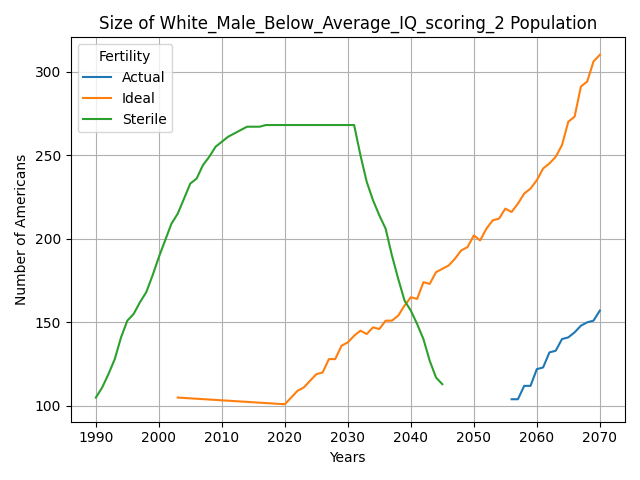 Size of White_Male_Below_Average_IQ_scoring_2 Population
Fertility
Actual
Ideal
Sterile
Number of Americans
300
250
200
150
100
1990 2000 2010 2020 2030 2040 2050 2060 2070
Years